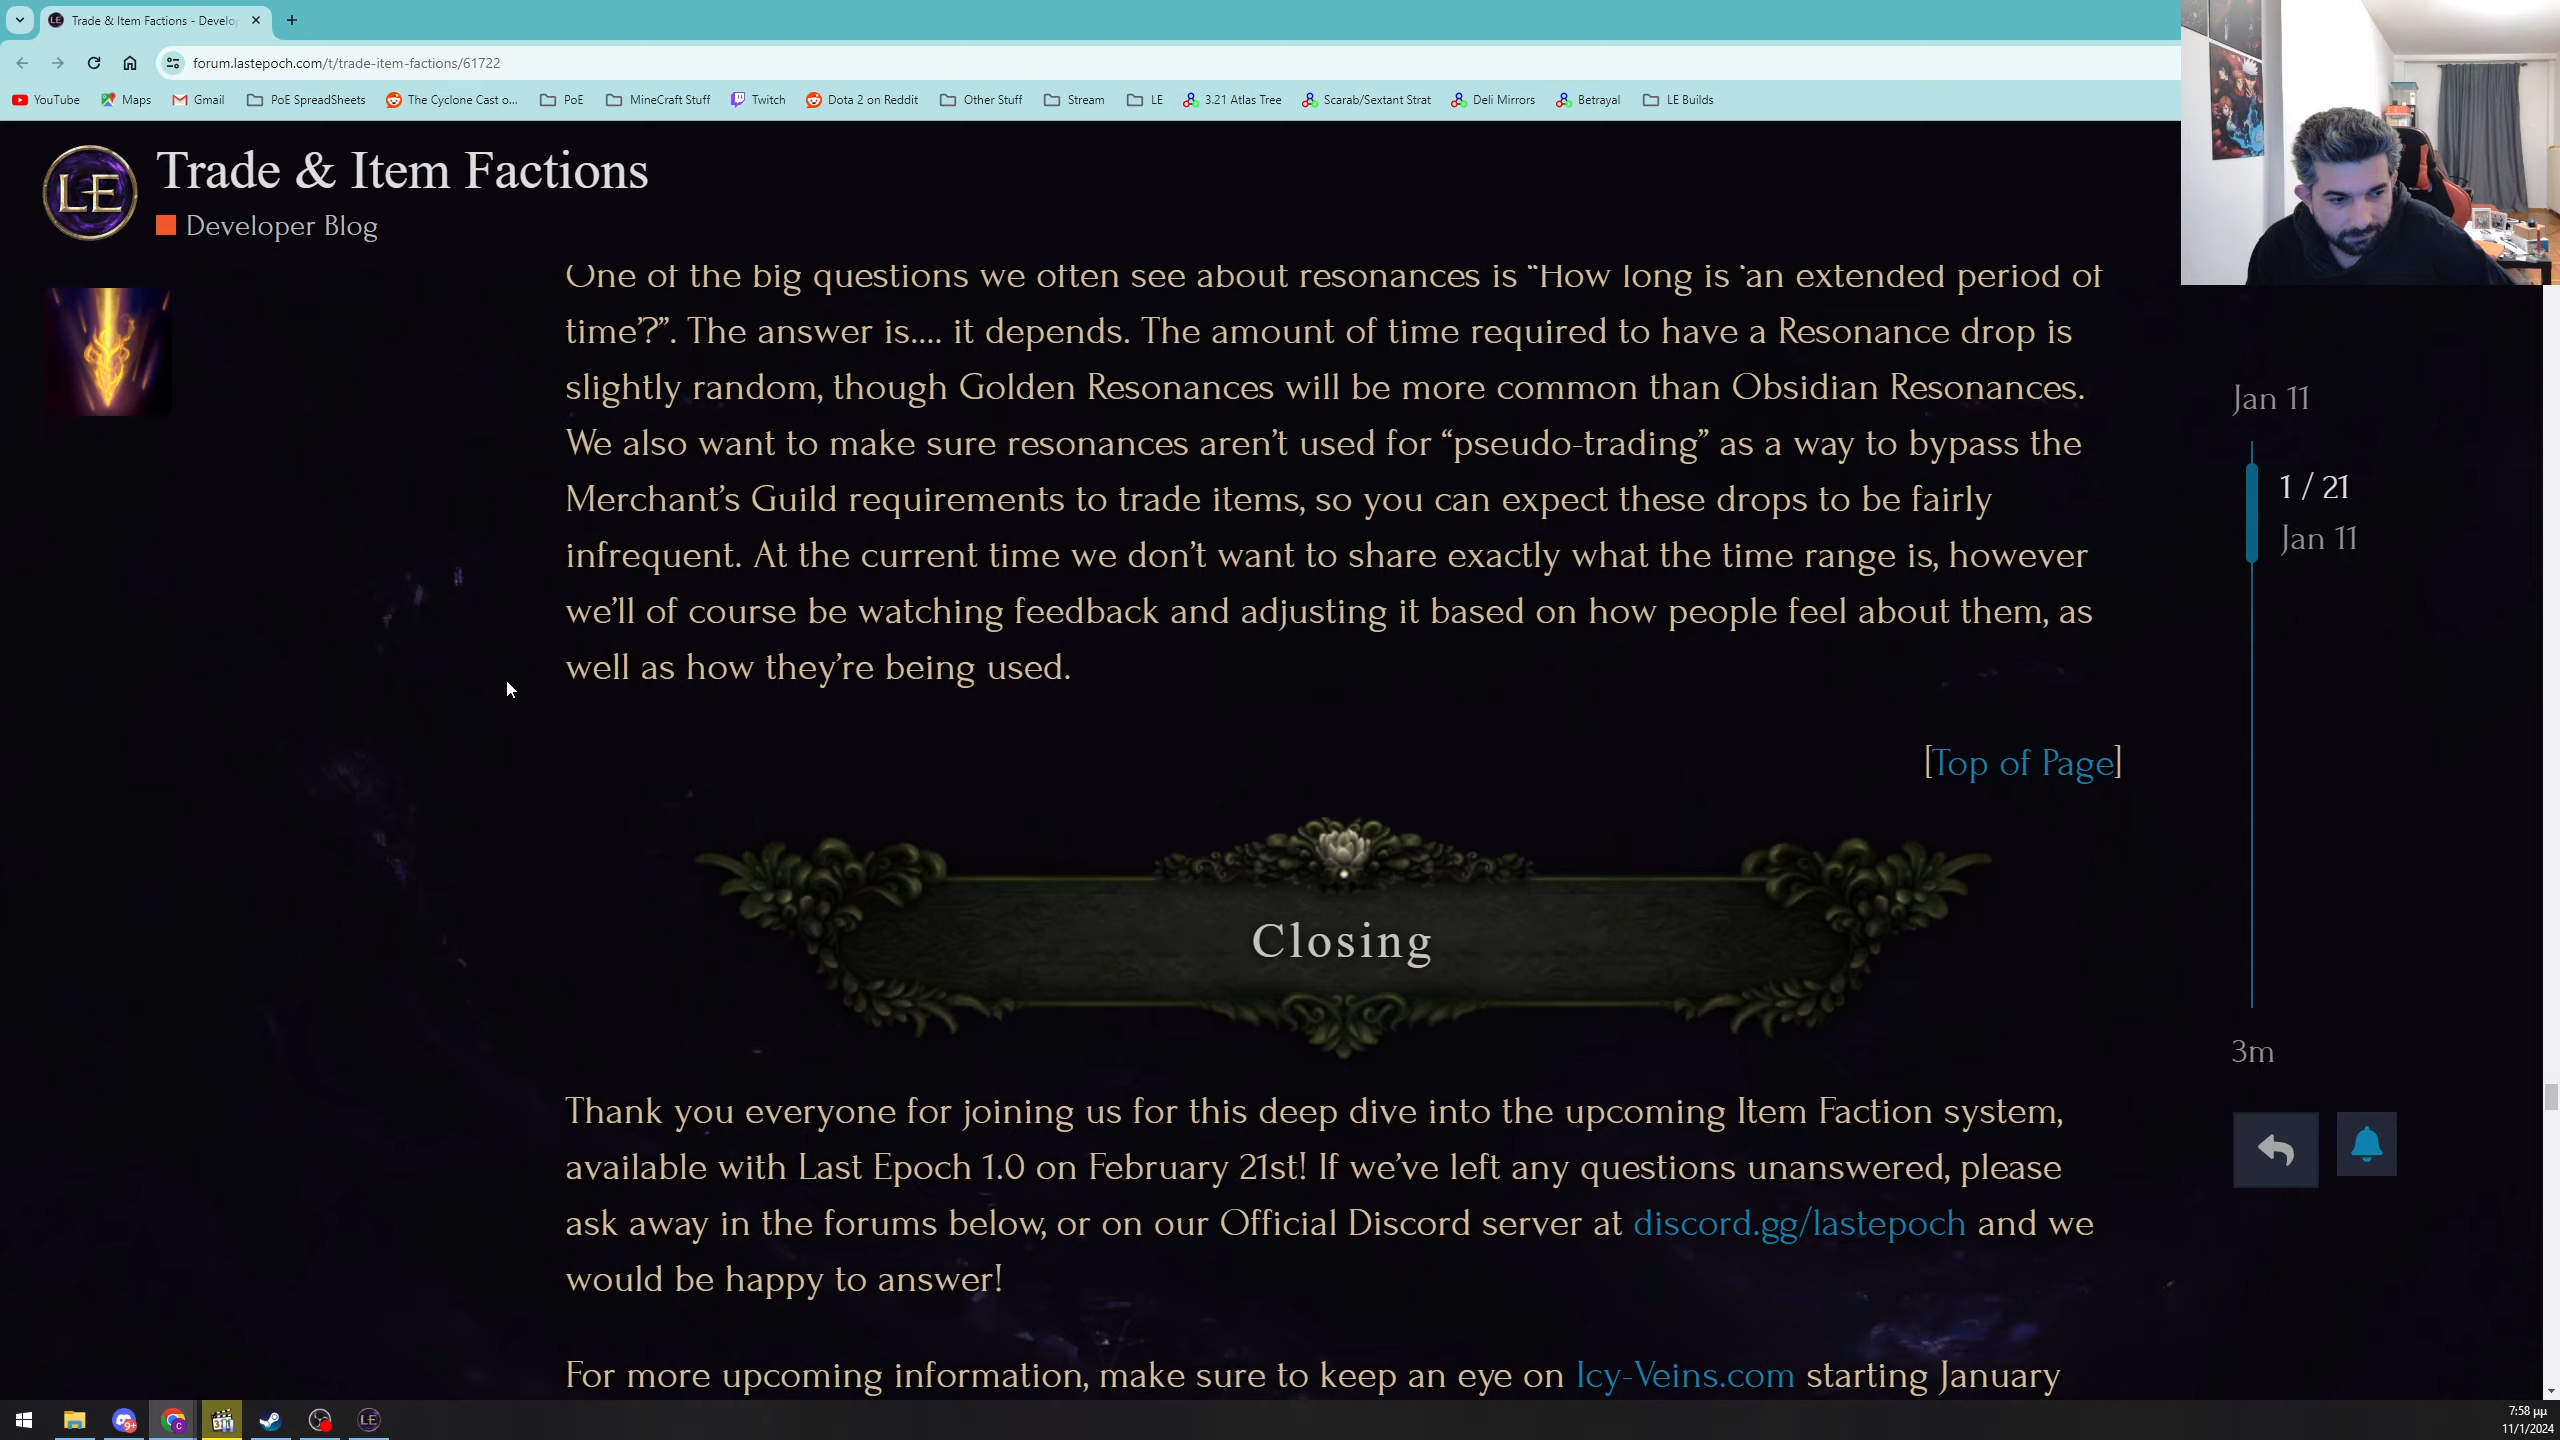 Trade & Item Factions - Develo
forum.lastepoch.com/t/trade-item-factions/61722
YouTube
Maps
Gmail
PoE SpreadSheets
The Cyclone Cast o...
PoE
MineCraft Stuff
Twitch
Dota 2 on Reddit
Other Stuff
Stream
LE
3.21 Atlas Tree
Scarab/Sextant Strat
Deli Mirrors
Betrayal
LE Builds
LE
Trade & Item Factions
Developer Blog
One of the big questions we often see about resonances is “How long is ‘an extended period of
time’?”. The answer is…. it depends. The amount of time required to have a Resonance drop is
slightly random, though Golden Resonances will be more common than Obsidian Resonances.
We also want to make sure resonances aren’t used for “pseudo-trading” as a way to bypass the
Merchant’s Guild requirements to trade items, so you can expect these drops to be fairly
infrequent. At the current time we don’t want to share exactly what the time range is, however
we’ll of course be watching feedback and adjusting it based on how people feel about them, as
well as how they’re being used.
[Top of Page]
Closing
Thank you everyone for joining us for this deep dive into the upcoming Item Faction system,
available with Last Epoch 1.0 on February 21st! If we’ve left any questions unanswered, please
ask away in the forums below, or on our Official Discord server at discord.gg/lastepoch and we
would be happy to answer!
For more upcoming information, make sure to keep an eye on Icy-Veins.com starting January
Jan 11
1 / 21
Jan 11
3m
9+
LE
7:58 μμ
11/1/2024